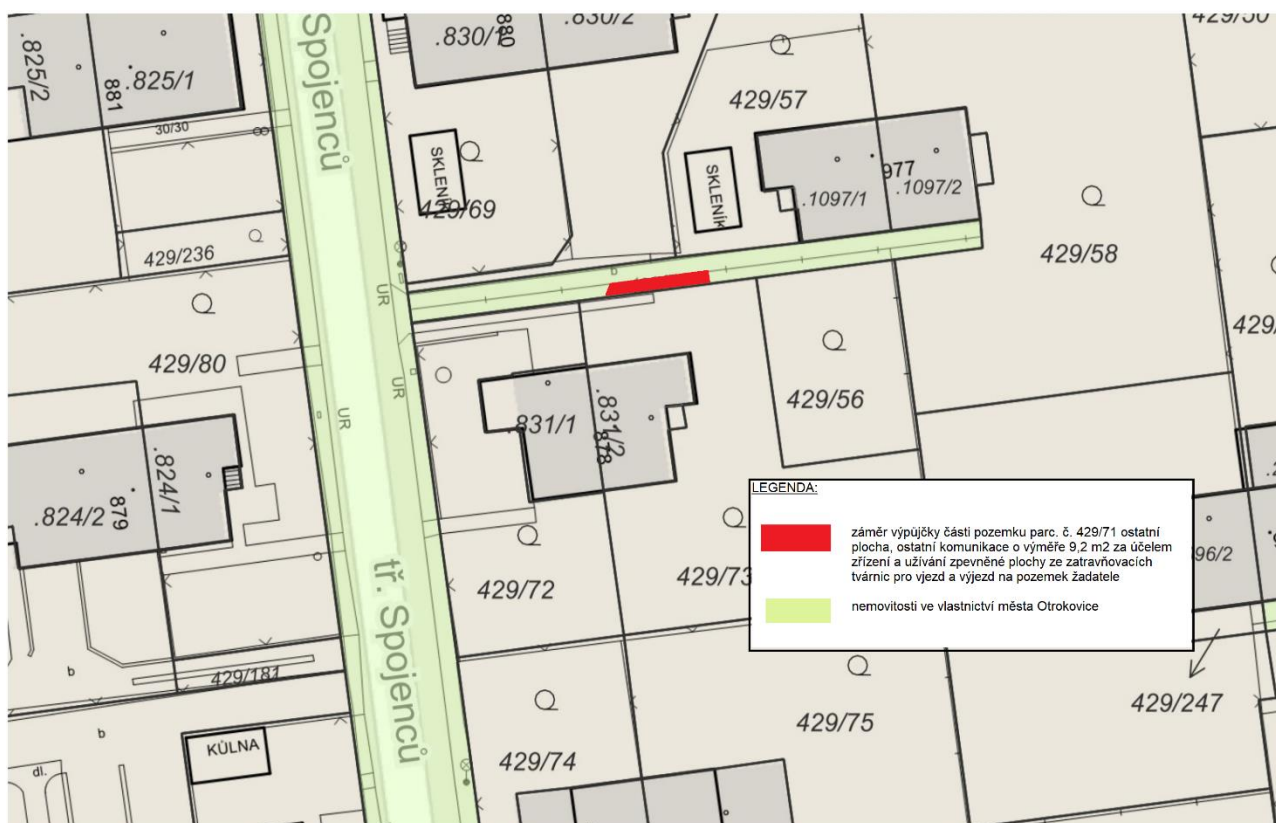 .825/2
881
.825/1
30/30
Spojenců
.830/1
880
.830/2
429/50
429/57
SKLENÍK
429/69
SKLENÍK
977
.1097/1
.1097/2
429/58
429/236
UR
429/80
UR
UR
429/56
.831/1
.831/2
878
.824/1
.824/2
879
tř. Spojenců
429/72
429/73
LEGENDA:
záměr výpůjčky části pozemku parc. č. 429/71 ostatní
plocha, ostatní komunikace o výměře 9,2 m2 za účelem
zřízení a užívání zpevněné plochy ze zatravňovacích
tvárnic pro vjezd a výjezd na pozemek žadatele
nemovitosti ve vlastnictví města Otrokovice
96/2
b
429/181
b
KŮLNA
dl.
429/74
429/75
429/247